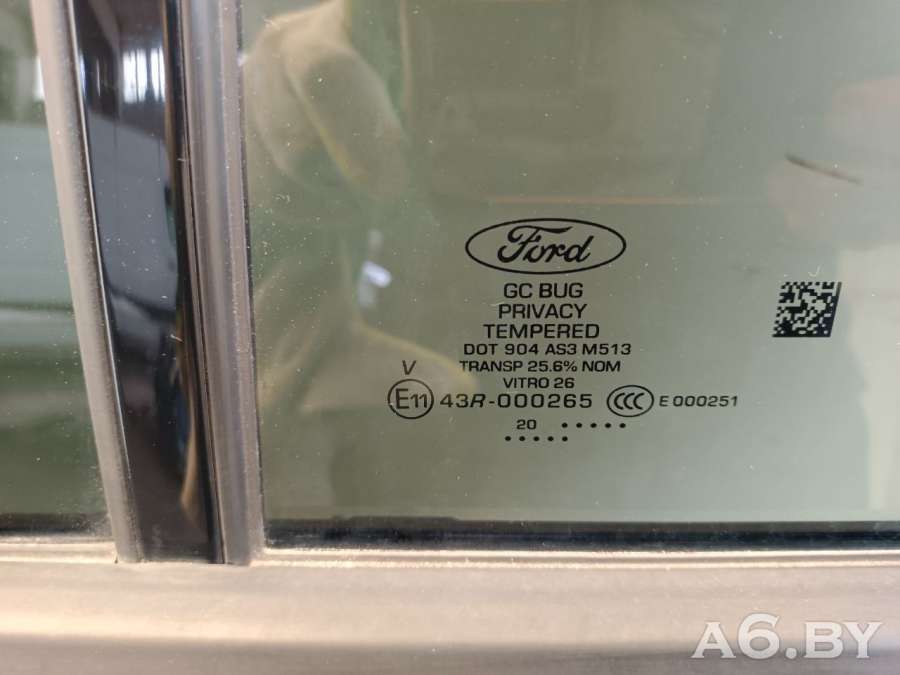 Ford
GC BUG
PRIVACY
TEMPERED
DOT 904 AS3 M513
TRANSP 25.6% NOM
VITRO 26
V
E11 43R-000265 CCC E 000251
20 .....
.....
A6.BY